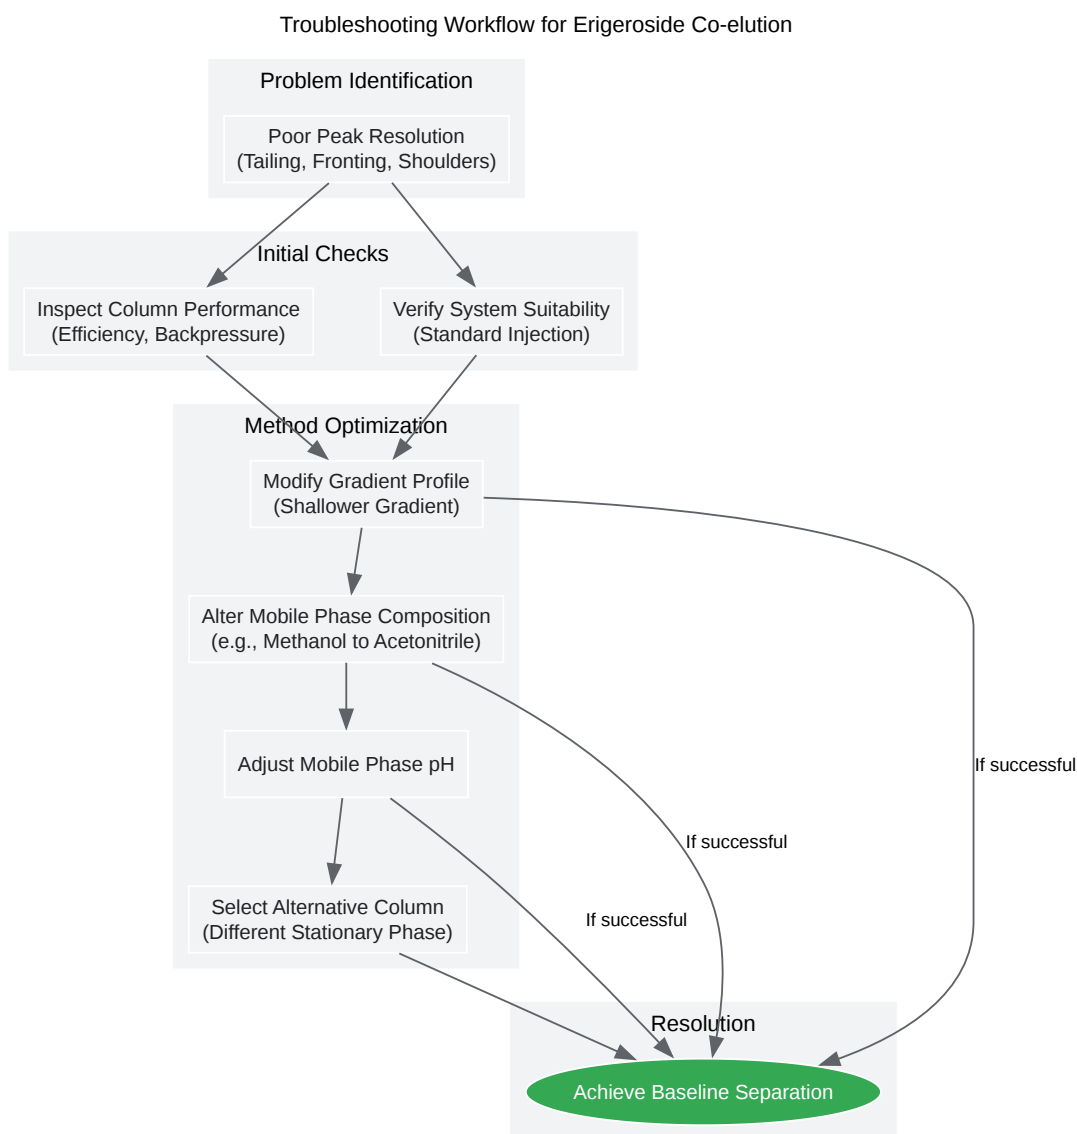 Troubleshooting Workflow for Erigeroside Co-elution
Problem Identification
Poor Peak Resolution
(Tailing, Fronting, Shoulders)
Initial Checks
Inspect Column Performance
(Efficiency, Backpressure)
Verify System Suitability
(Standard Injection)
Method Optimization
Modify Gradient Profile
(Shallower Gradient)
Alter Mobile Phase Composition
(e.g., Methanol to Acetonitrile)
Adjust Mobile Phase pH
If successful
If successful
Select Alternative Column
(Different Stationary Phase)
If successful
Resolution
Achieve Baseline Separation